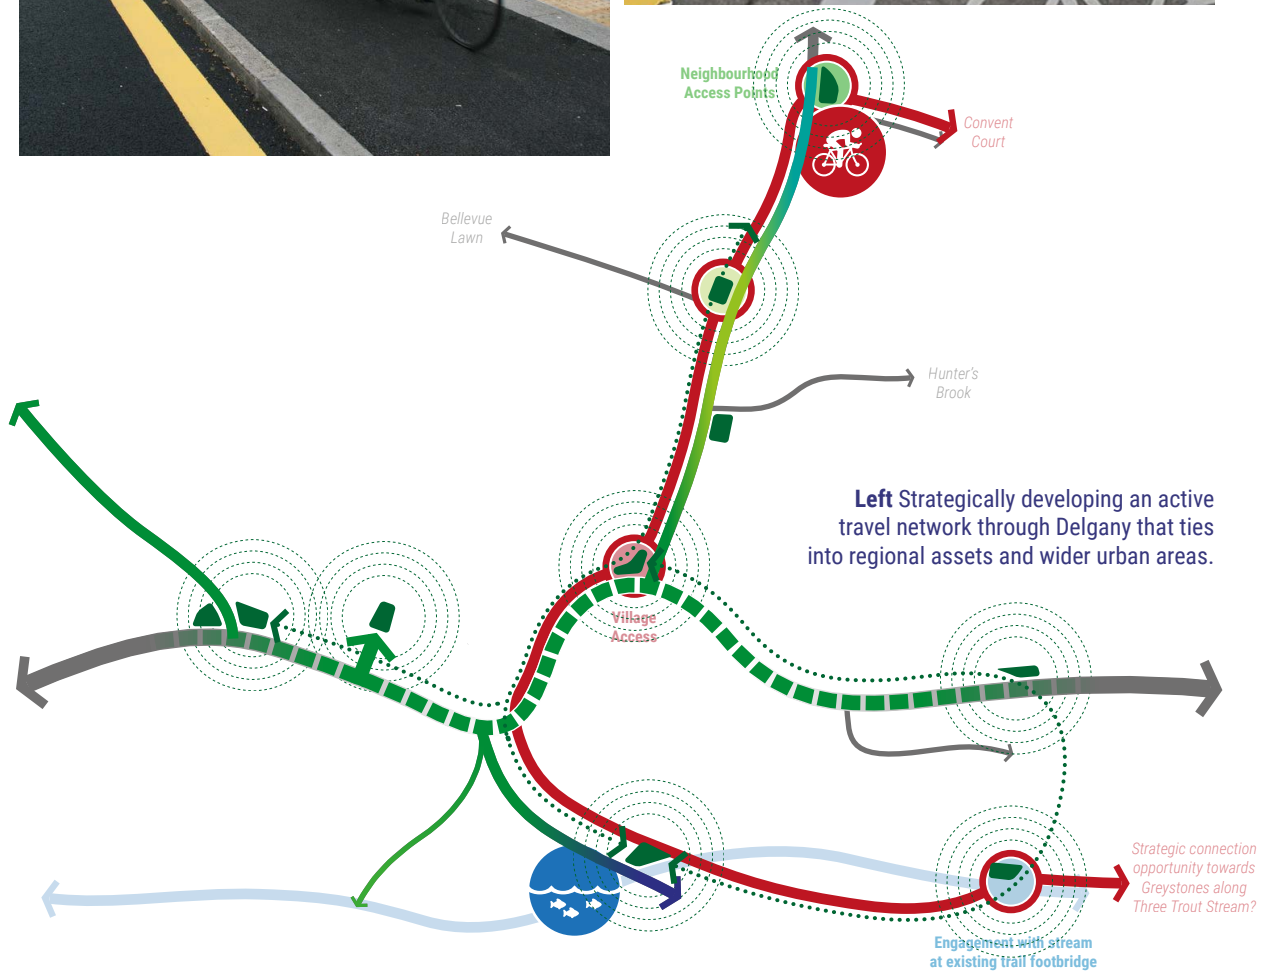 Neighbourhood
Access Points
Convent
Court
Bellevue
Lawn
Hunter's
Brook
Left Strategically developing an active
travel network through Delgany that ties
into regional assets and wider urban areas.
Village
Access
Strategic connection
opportunity towards
Greystones along
Three Trout Stream?
Engagement with stream
at existing trail footbridge